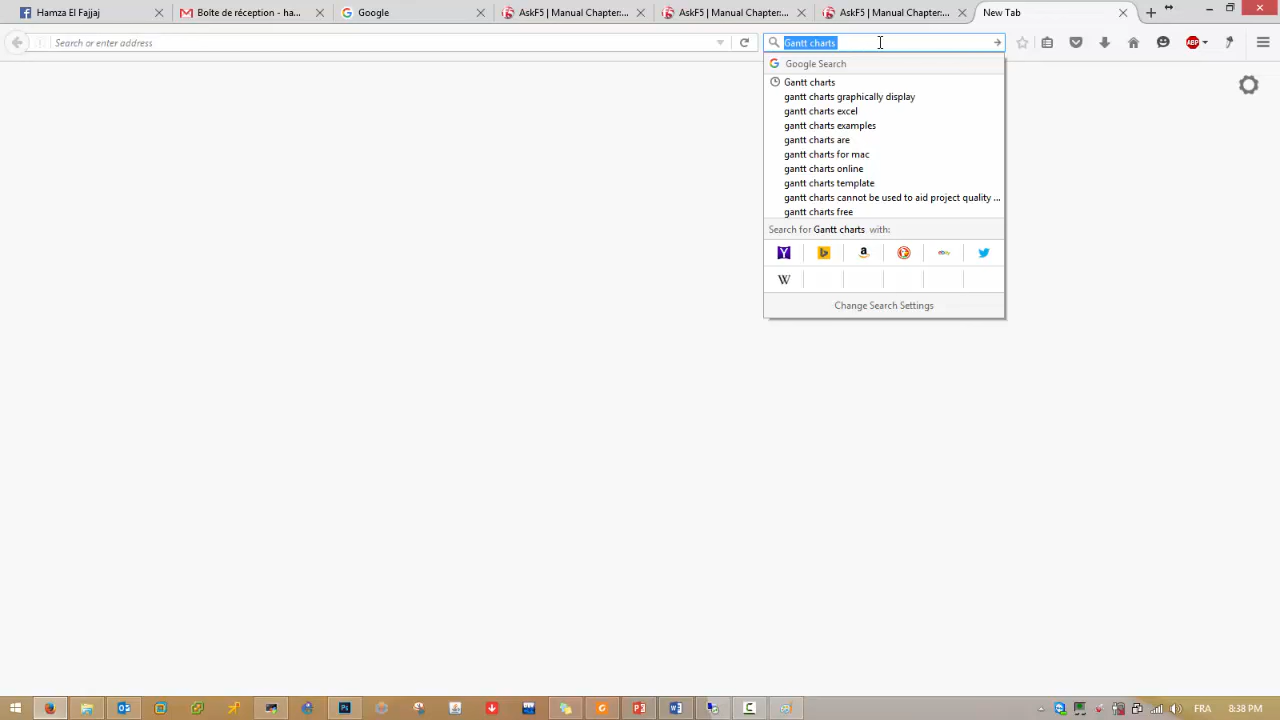 Hamza El Fajjaj
Boîte de réception - ha...
Google
AskF5 | Manual Chapter:...
AskF5 | Manual Chapter:...
AskF5 | Manual Chapter:...
New Tab
Search or enter address
Gantt charts
ABP
Google Search
Gantt charts
gantt charts graphically display
gantt charts excel
gantt charts examples
gantt charts are
gantt charts for mac
gantt charts online
gantt charts template
gantt charts cannot be used to aid project quality ...
gantt charts free
Search for Gantt charts with:
ebay
W
Change Search Settings
FRA
8:38 PM